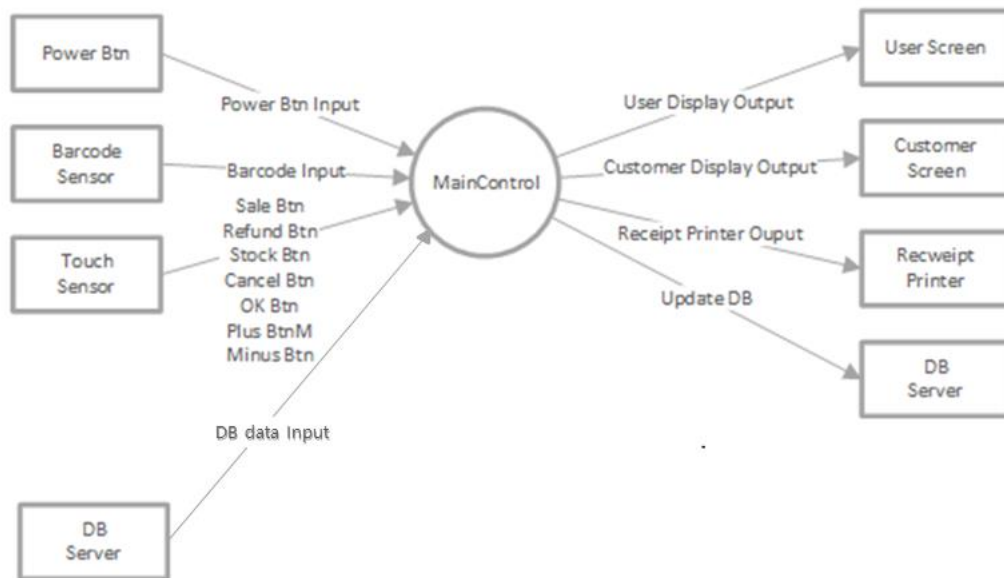 Power Btn
Power Btn Input
Barcode
Sensor
Barcode Input
Touch
Sensor
Sale Btn
Refund Btn
Stock Btn
Cancel Btn
OK Btn
Plus BtnM
Minus Btn
DB data Input
DB
Server
MainControl
User Display Output
User Screen
Customer Display Output
Customer
Screen
Receipt Printer Ouput
Recweipt
Printer
Update DB
DB
Server